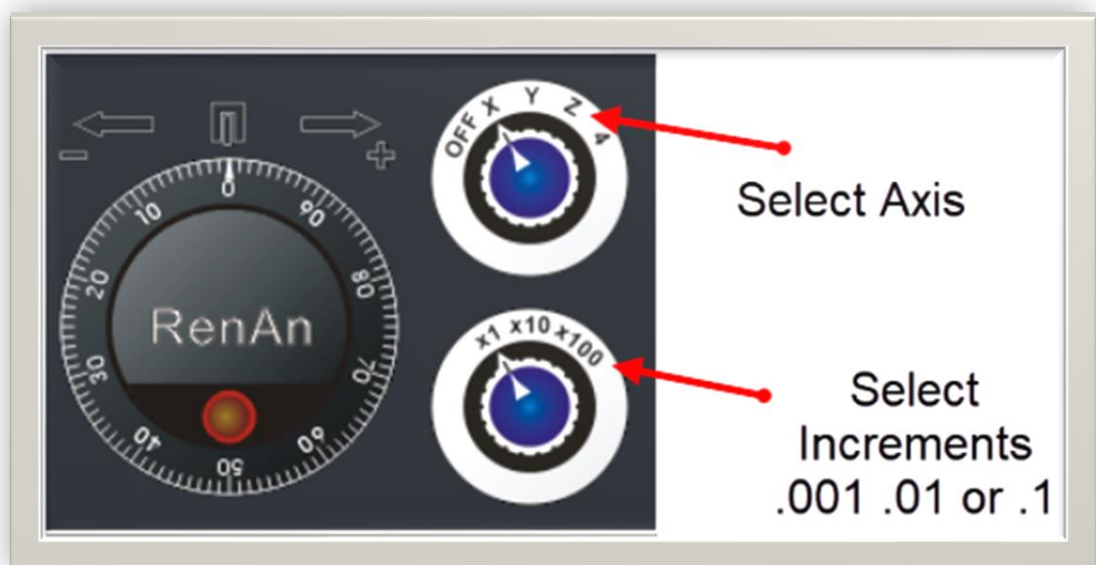 OFF X Y Z 4
- +
0
90
80
70
60
50
40
30
20
10
RenAn
x1 x10 x100
Select Axis
Select
Increments
.001 .01 or .1